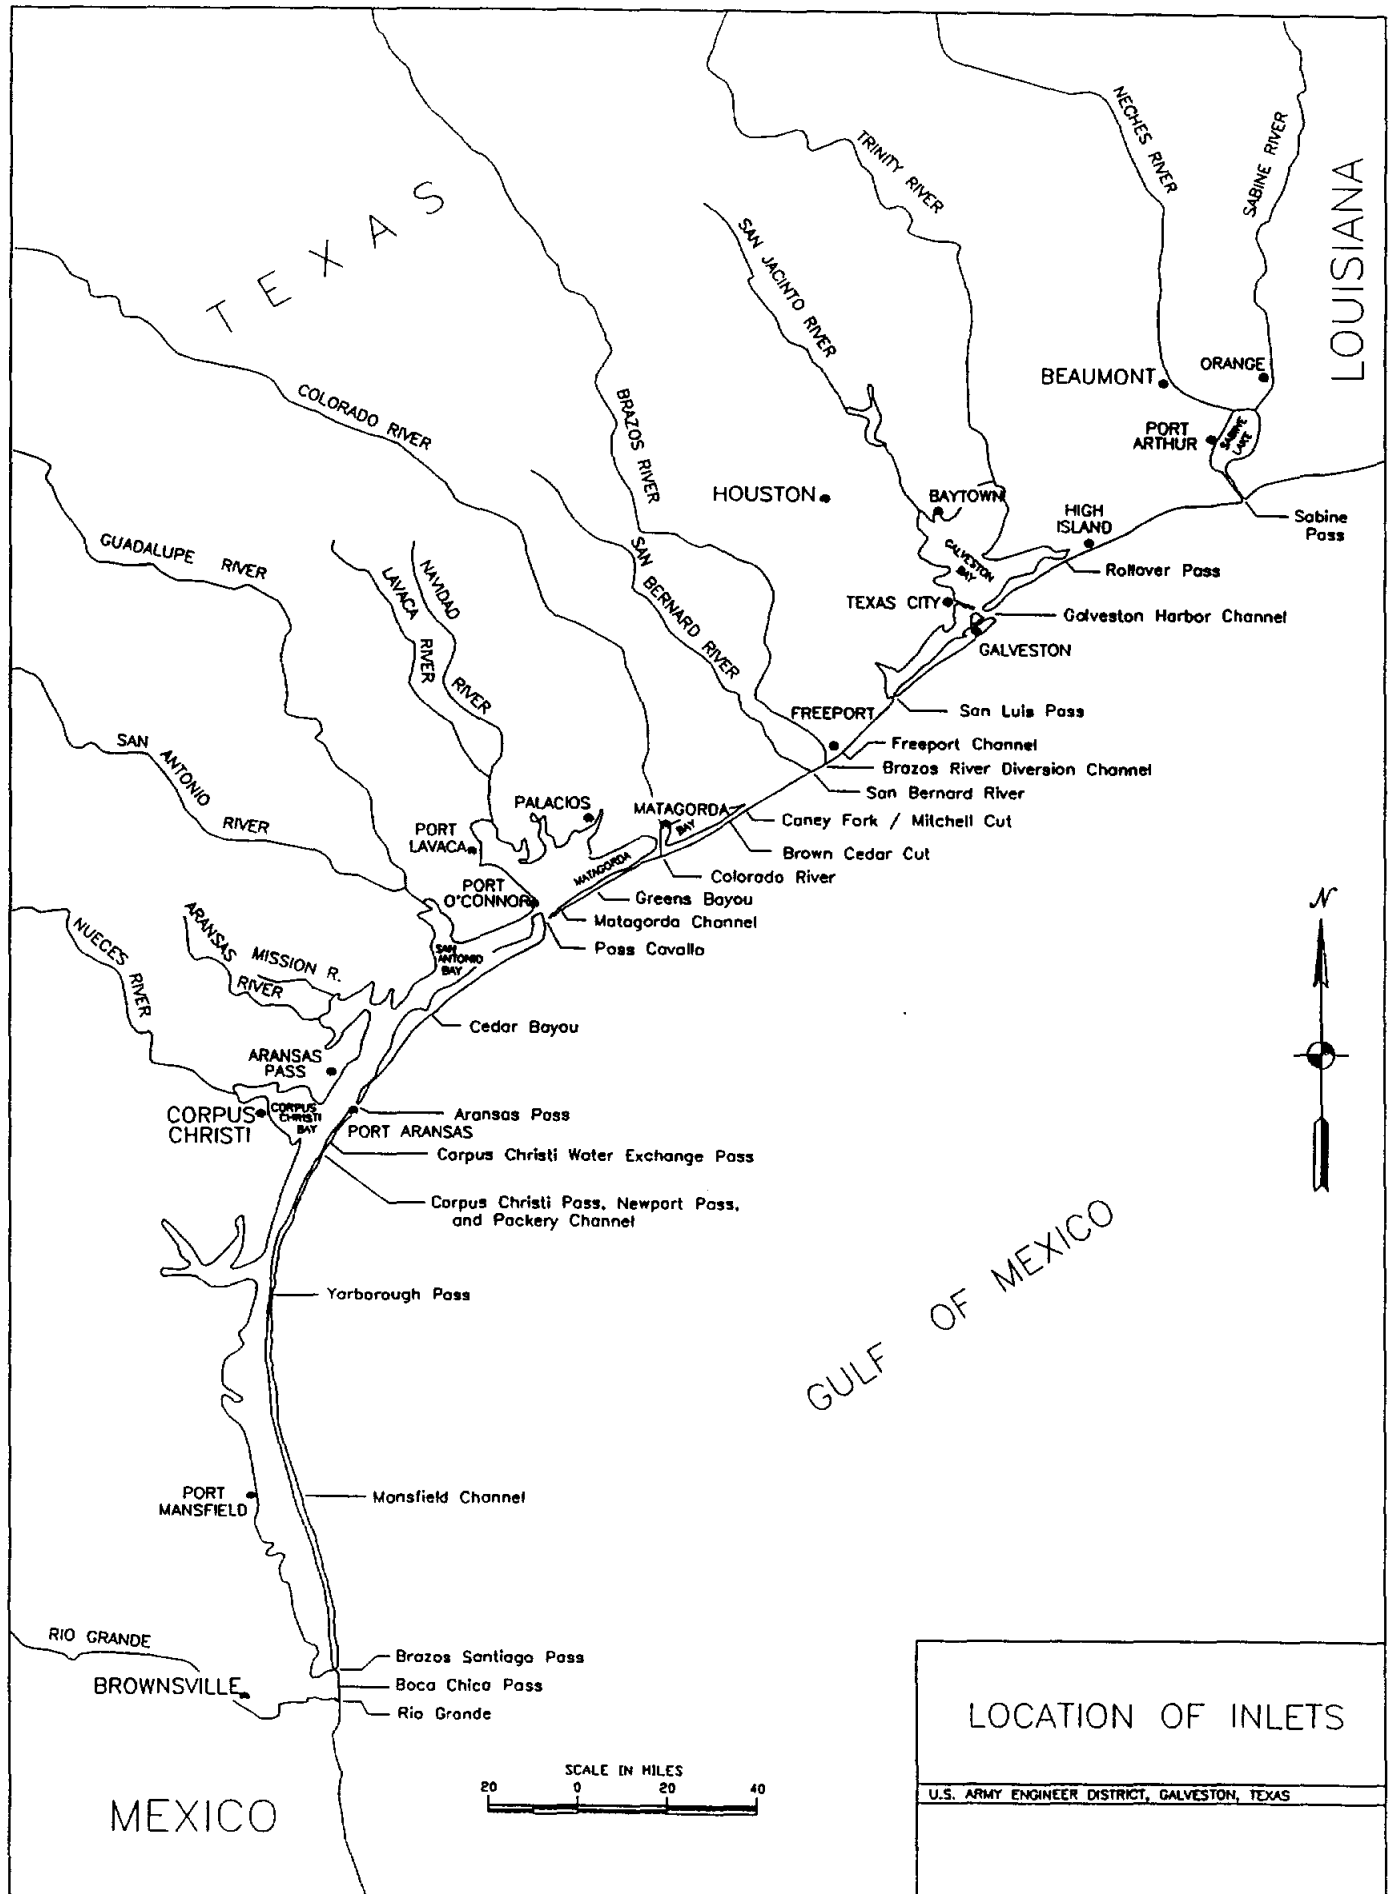 TEXAS
LOUISIANA
NECHES RIVER
SABINE RIVER
TRINITY RIVER
SAN JACINTO RIVER
COLORADO RIVER
BRAZOS RIVER
BEAUMONT
ORANGE
PORT
ARTHUR
SABINE
LAKE
HOUSTON
BAYTOWN
HIGH
ISLAND
Sabine
Pass
GUADALUPE RIVER
LAVACA
RIVER
NAVIDAD
RIVER
SAN BERNARD RIVER
GALVESTON
BAY
Rollover Pass
TEXAS CITY
Galveston Harbor Channel
GALVESTON
SAN ANTONIO RIVER
FREEPORT
San Luis Pass
Freeport Channel
Brazos River Diversion Channel
San Bernard River
PALACIOS
MATAGORDA
BAY
Caney Fork / Mitchell Cut
PORT
LAVACA
Brown Cedar Cut
MATAGORDA
Colorado River
PORT
O'CONNOR
Greens Bayou
Matagorda Channel
Pass Cavallo
NUECES RIVER
ARANSAS
RIVER
MISSION R.
SAN
ANTONIO
BAY
Cedar Bayou
N
ARANSAS
PASS
CORPUS
CHRISTI
CORPUS
CHRISTI
BAY
Aransas Pass
PORT ARANSAS
Corpus Christi Water Exchange Pass
Corpus Christi Pass, Newport Pass,
and Packery Channel
GULF OF MEXICO
Yarborough Pass
PORT
MANSFIELD
Mansfield Channel
RIO GRANDE
BROWNSVILLE
Brazos Santiago Pass
Boca Chica Pass
Rio Grande
MEXICO
SCALE IN MILES
20 0 20 40
LOCATION OF INLETS
U.S. ARMY ENGINEER DISTRICT, GALVESTON, TEXAS